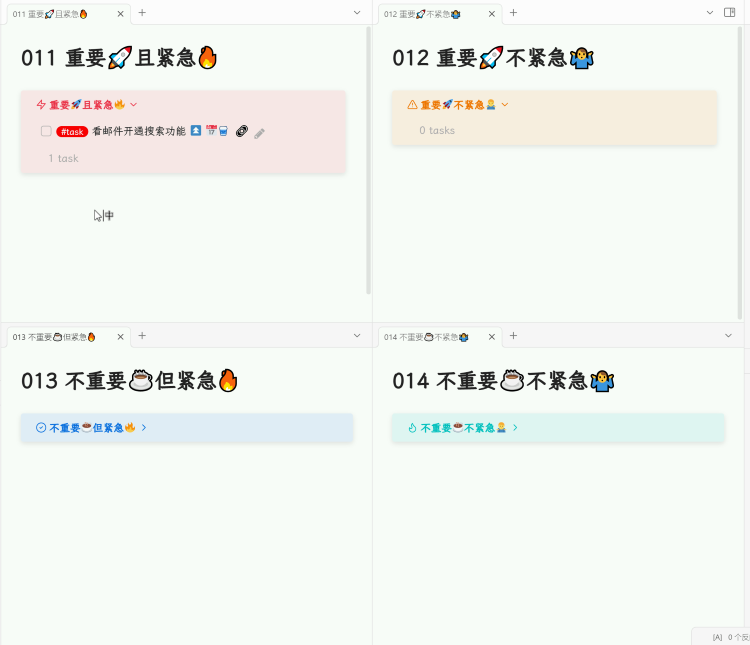 011 重要🚀且紧急🔥
012 重要🚀不紧急🤷‍♂️
011 重要🚀且紧急🔥
重要🚀且紧急🔥
#task 看邮件开通搜索功能 ⏫ 📅🥛 🔗
1 task
中
012 重要🚀不紧急🤷‍♂️
重要🚀不紧急🤷‍♂️
0 tasks
013 不重要☕但紧急🔥
014 不重要☕不紧急🤷‍♂️
013 不重要☕但紧急🔥
不重要☕但紧急🔥
014 不重要☕不紧急🤷‍♂️
不重要☕不紧急🤷‍♂️
[A] 0 个反